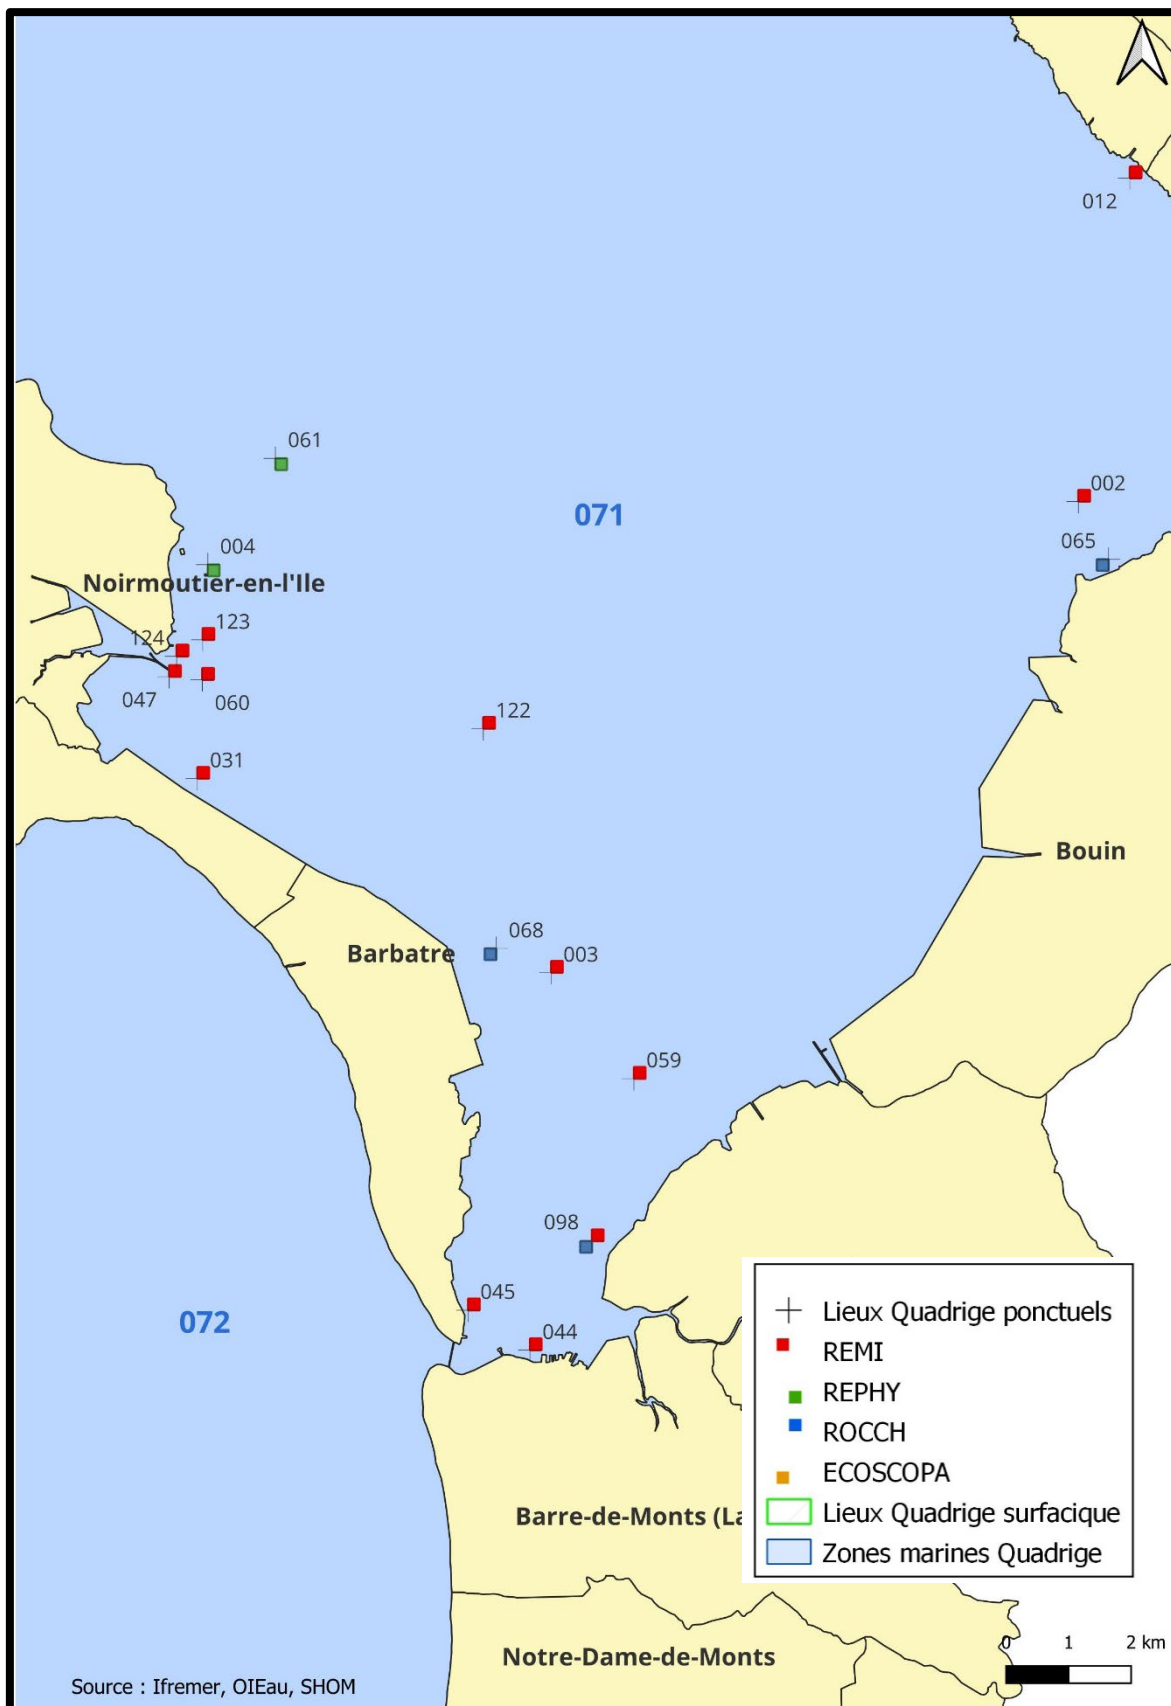 012
061
071
002
004
065
Noirmoutier-en-l'Ile
123
124
047
060
122
031
Bouin
068
Barbatre
003
059
098
045
072
044
Lieux Quadrige ponctuels
REMI
REPHY
ROCCH
ECOSCOPA
Lieux Quadrige surfacique
Zones marines Quadrige
Barre-de-Monts (La
Notre-Dame-de-Monts
0 1 2 km
Source : Ifremer, OIEau, SHOM